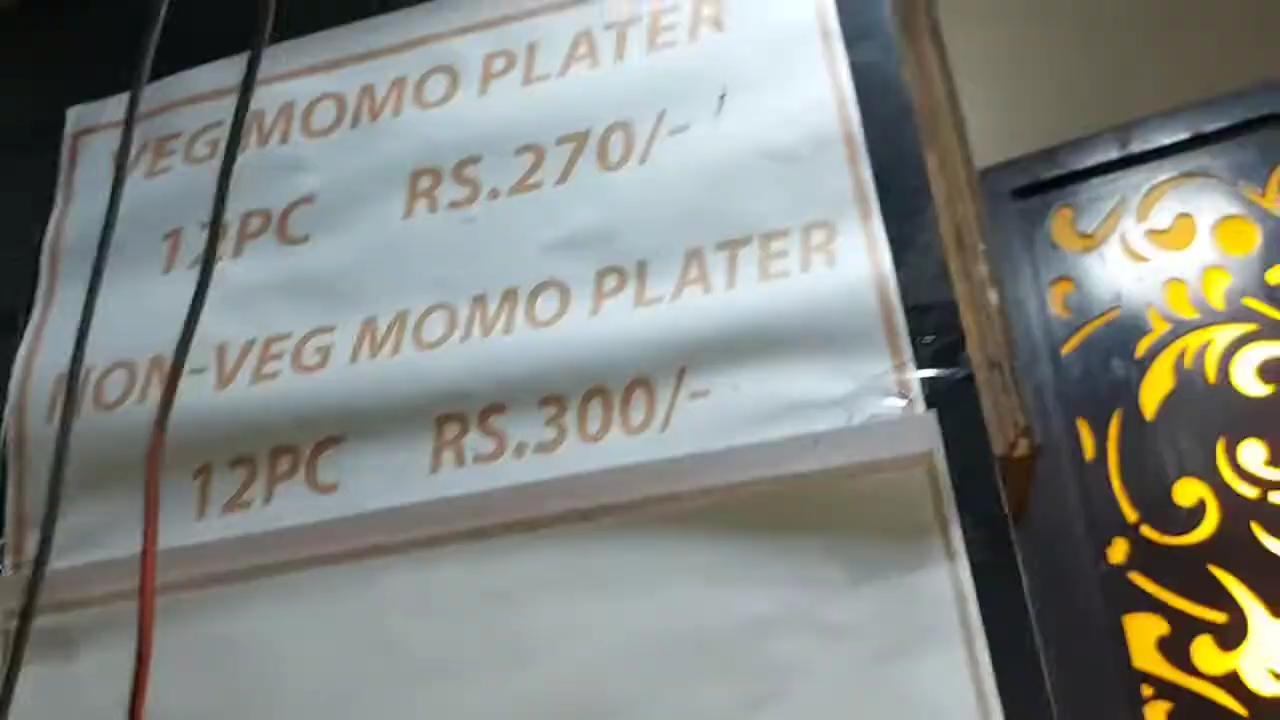 VEG MOMO PLATER
12PC RS.270/-
NON-VEG MOMO PLATER
12PC RS.300/-